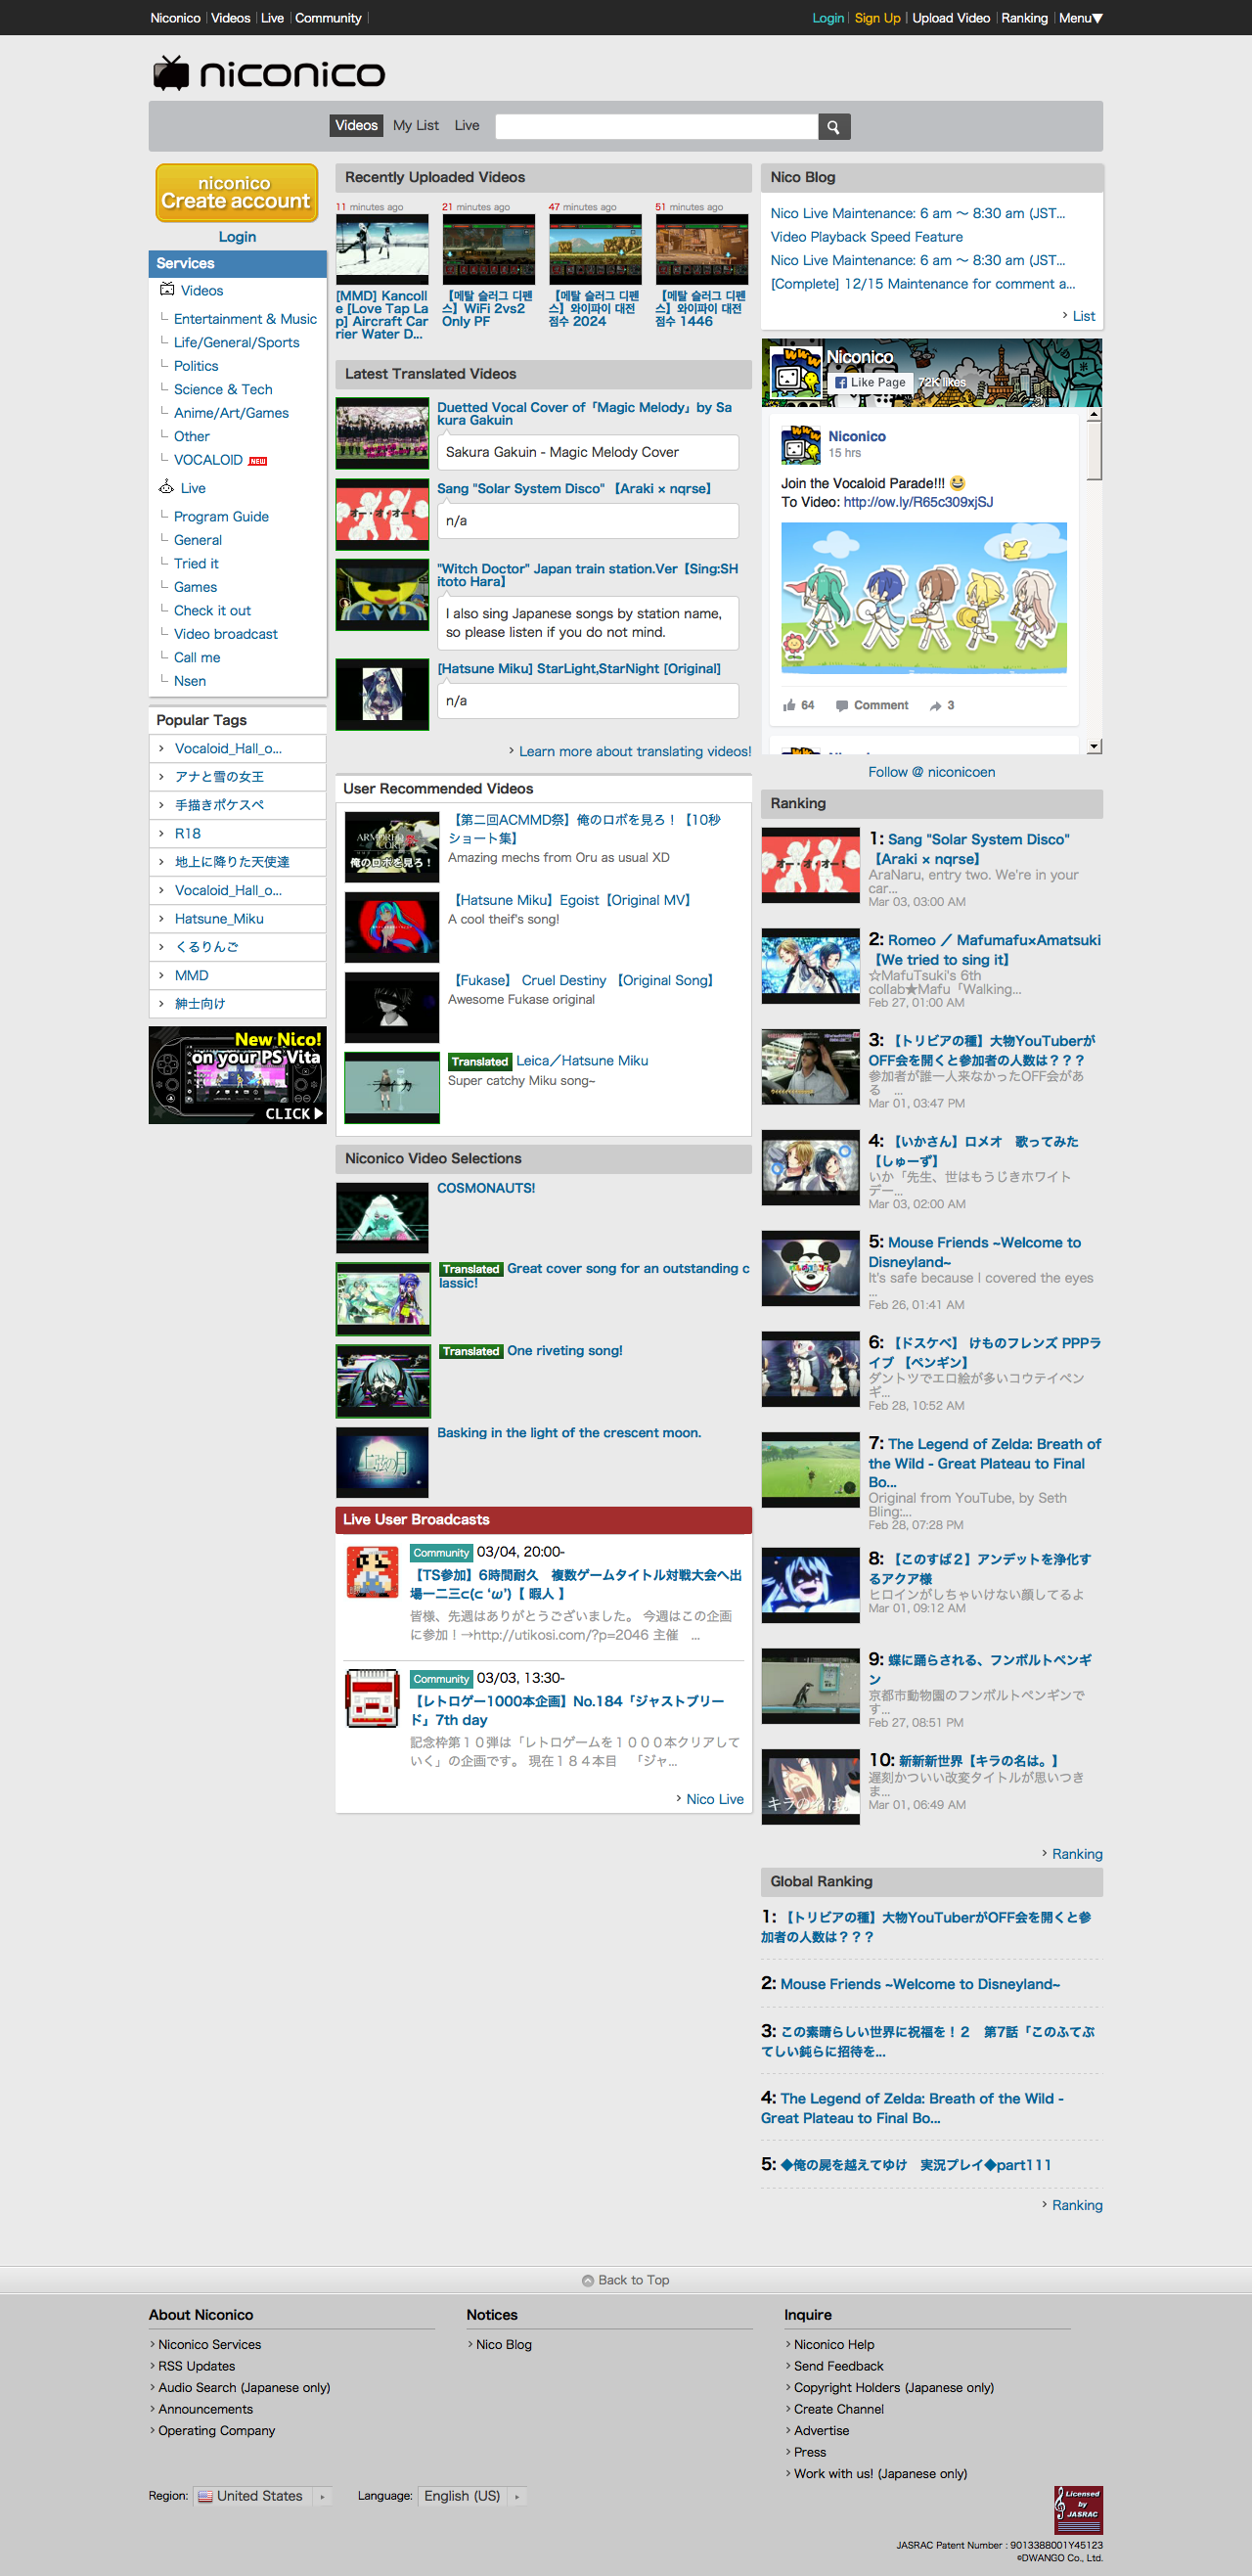 Niconico Videos Live Community
Login Sign Up Upload Video Ranking Menu▼
niconico
Videos My List Live
niconico
Create account
Login
Services
Videos
Entertainment & Music
Life/General/Sports
Politics
Science & Tech
Anime/Art/Games
Other
VOCALOID NEW
Live
Program Guide
General
Tried it
Games
Check it out
Video broadcast
Call me
Nsen
Popular Tags
Vocaloid_Hall_o...
アナと雪の女王
手描きポケスペ
R18
地上に降りた天使達
Vocaloid_Hall_o...
Hatsune_Miku
くるりんご
MMD
紳士向け
New Nico!
on your PS Vita
CLICK
Recently Uploaded Videos
11 minutes ago
[MMD] Kancoll
e [Love Tap La
p] Aircraft Car
rier Water D...
21 minutes ago
【메탈 슬러그 디펜
스】WiFi 2vs2
Only PF
47 minutes ago
【메탈 슬러그 디펜
스】와이파이 대전
점수 2024
51 minutes ago
【메탈 슬러그 디펜
스】와이파이 대전
점수 1446
Latest Translated Videos
Duetted Vocal Cover of「Magic Melody」by Sa
kura Gakuin
Sakura Gakuin - Magic Melody Cover
オー・オ・オー！
Sang "Solar System Disco" 【Araki × nqrse】
n/a
"Witch Doctor" Japan train station.Ver【Sing:SH
itoto Hara】
I also sing Japanese songs by station name,
so please listen if you do not mind.
[Hatsune Miku] StarLight,StarNight [Original]
n/a
Learn more about translating videos!
User Recommended Videos
俺のロボを見ろ！
【第二回ACMMD祭】俺のロボを見ろ！【10秒
ショート集】
Amazing mechs from Oru as usual XD
【Hatsune Miku】Egoist【Original MV】
A cool theif's song!
【Fukase】 Cruel Destiny 【Original Song】
Awesome Fukase original
ライカ
Translated Leica／Hatsune Miku
Super catchy Miku song~
Niconico Video Selections
COSMONAUTS!
Translated Great cover song for an outstanding c
lassic!
Translated One riveting song!
上弦の月
Basking in the light of the crescent moon.
Live User Broadcasts
Community 03/04, 20:00-
【TS参加】6時間耐久　複数ゲームタイトル対戦大会へ出
場一二三⊂(⊂ ‘ω’)【 暇人 】
皆様、先週はありがとうございました。 今週はこの企画
に参加！→http://utikosi.com/?p=2046 主催　...
Community 03/03, 13:30-
【レトロゲー1000本企画】No.184「ジャストブリー
ド」7th day
記念枠第１０弾は「レトロゲームを１０００本クリアして
いく」の企画です。 現在１８４本目　「ジャ...
Nico Live
Nico Blog
Nico Live Maintenance: 6 am ～ 8:30 am (JST...
Video Playback Speed Feature
Nico Live Maintenance: 6 am ～ 8:30 am (JST...
[Complete] 12/15 Maintenance for comment a...
List
www
Niconico
Like Page 72K likes
www
Niconico
15 hrs
Join the Vocaloid Parade!!! 😆
To Video: http://ow.ly/R65c309xjSJ
64 Comment 3
Follow @ niconicoen
Ranking
オー・オ・オー！
1: Sang "Solar System Disco"
【Araki × nqrse】
AraNaru, entry two. We're in your
car...
Mar 03, 03:00 AM
2: Romeo ／ Mafumafu×Amatsuki
【We tried to sing it】
☆MafuTsuki's 6th
collab★Mafu「Walking...
Feb 27, 01:00 AM
3: 【トリビアの種】大物YouTuberが
OFF会を開くと参加者の人数は？？？
参加者が誰一人来なかったOFF会があ
る　...
Mar 01, 03:47 PM
4: 【いかさん】ロメオ　歌ってみた
【しゅーず】
いか「先生、世はもうじきホワイト
デー...
Mar 03, 02:00 AM
5: Mouse Friends ~Welcome to
Disneyland~
It's safe because I covered the eyes
...
Feb 26, 01:41 AM
6: 【ドスケベ】 けものフレンズ PPPラ
イブ 【ペンギン】
ダントツでエロ絵が多いコウテイペン
ギ...
Feb 28, 10:52 AM
7: The Legend of Zelda: Breath of
the Wild - Great Plateau to Final
Bo...
Original from YouTube, by Seth
Bling:...
Feb 28, 07:28 PM
8: 【このすば２】アンデットを浄化す
るアクア様
ヒロインがしちゃいけない顔してるよ
Mar 01, 09:12 AM
9: 蝶に踊らされる、フンボルトペンギ
ン
京都市動物園のフンボルトペンギンで
す...
Feb 27, 08:51 PM
キラの名は。
10: 新新新世界【キラの名は。】
遅刻かついい改変タイトルが思いつき
ま...
Mar 01, 06:49 AM
Ranking
Global Ranking
1: 【トリビアの種】大物YouTuberがOFF会を開くと参
加者の人数は？？？
2: Mouse Friends ~Welcome to Disneyland~
3: この素晴らしい世界に祝福を！２　第7話「このふてぶ
てしい鈍らに招待を...
4: The Legend of Zelda: Breath of the Wild -
Great Plateau to Final Bo...
5: ◆俺の屍を越えてゆけ　実況プレイ◆part111
Ranking
Back to Top
About Niconico
Niconico Services
RSS Updates
Audio Search (Japanese only)
Announcements
Operating Company
Notices
Nico Blog
Inquire
Niconico Help
Send Feedback
Copyright Holders (Japanese only)
Create Channel
Advertise
Press
Work with us! (Japanese only)
Region: United States Language: English (US)
Licensed
by
JASRAC
JASRAC Patent Number : 9013388001Y45123
©DWANGO Co., Ltd.